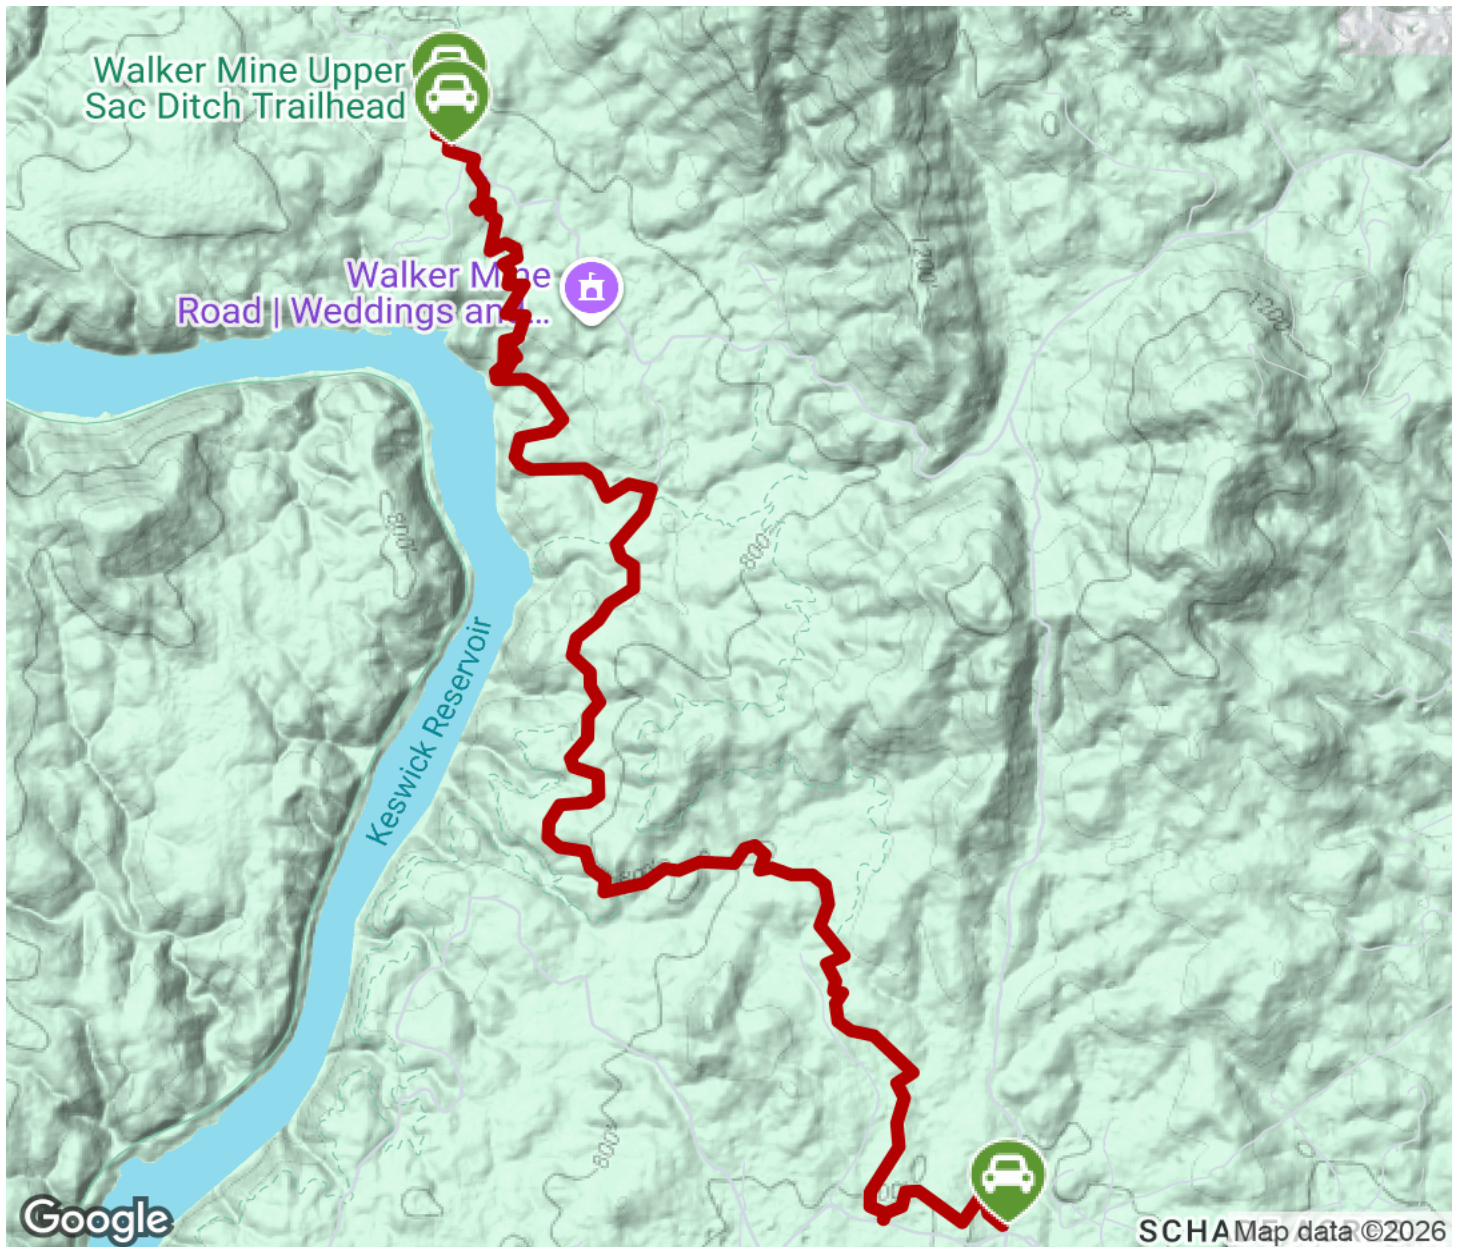 Walker Mine Upper
Sac Ditch Trailhead
Walker Mine
Road | Weddings an...
1200
1200
800
800
Keswick Reservoir
800
Google
Map data ©2026